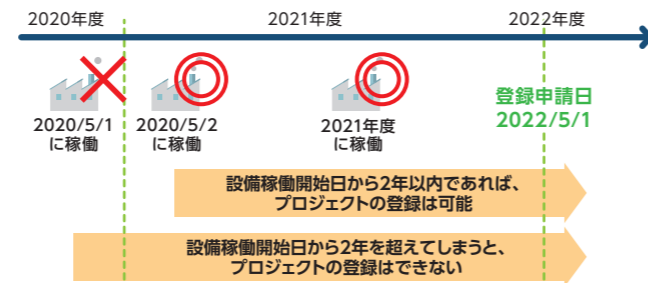 2020年度
2021年度
2022年度
2020/5/1
に稼働
2020/5/2
に稼働
2021年度
に稼働
登録申請日
2022/5/1
設備稼働開始日から2年以内であれば、
プロジェクトの登録は可能
設備稼働開始日から2年を超えてしまうと、
プロジェクトの登録はできない